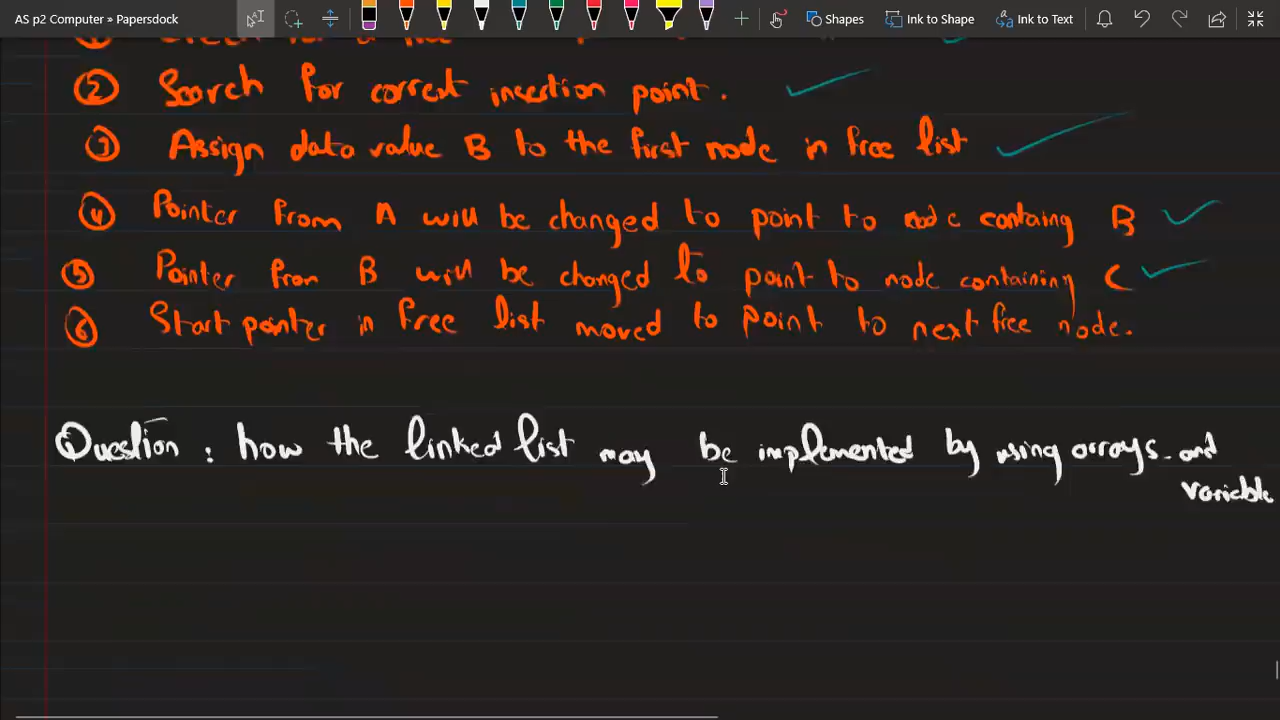 AS p2 Computer » Papersdock
Shapes
Ink to Shape
Ink to Text
② Search for correct insertion point.
③ Assign data value B to the first node in free list
④ Pointer from A will be changed to point to node containg B
⑤ Pointer from B will be changed to point to node containing C
⑥ Start pointer in free list moved to point to next free node.
Question : how the linked list may be implemented by using arrays and
variable